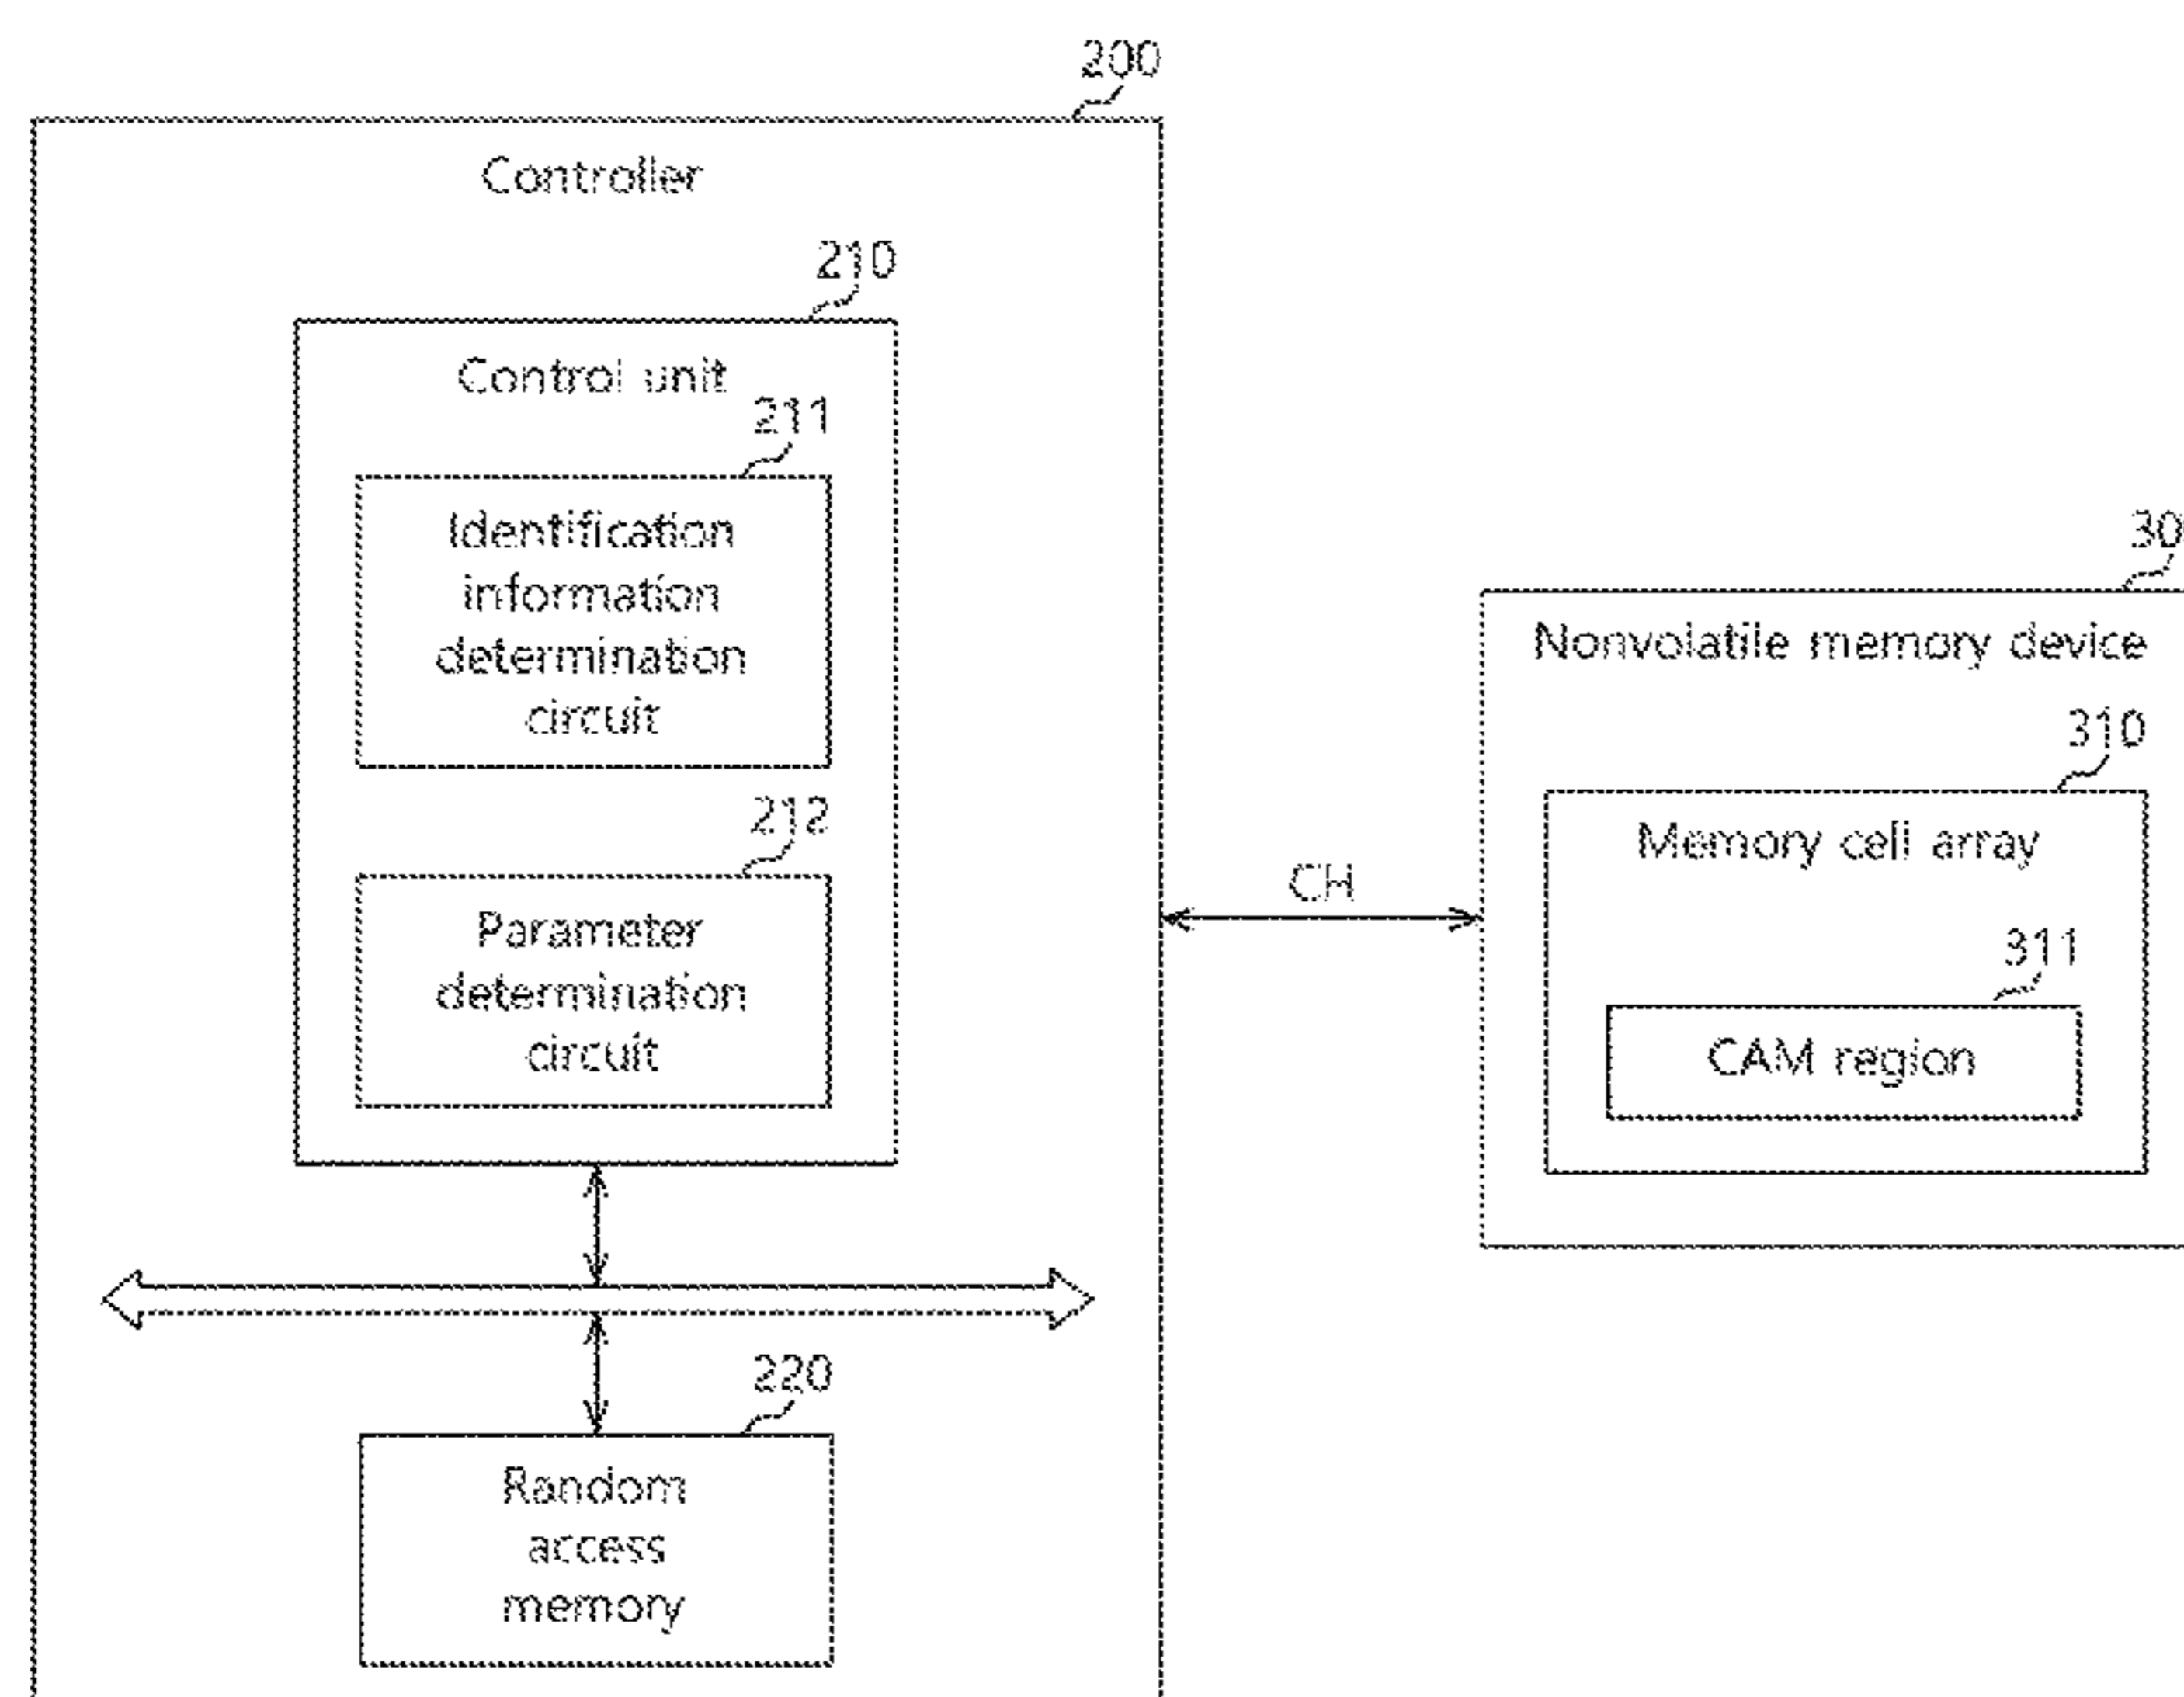 200
Controller
210
Control unit
211
Identification
information
determination
circuit
212
Parameter
determination
circuit
220
Random
access
memory
CH
30
Nonvolatile memory device
310
Memory cell array
311
CAM region